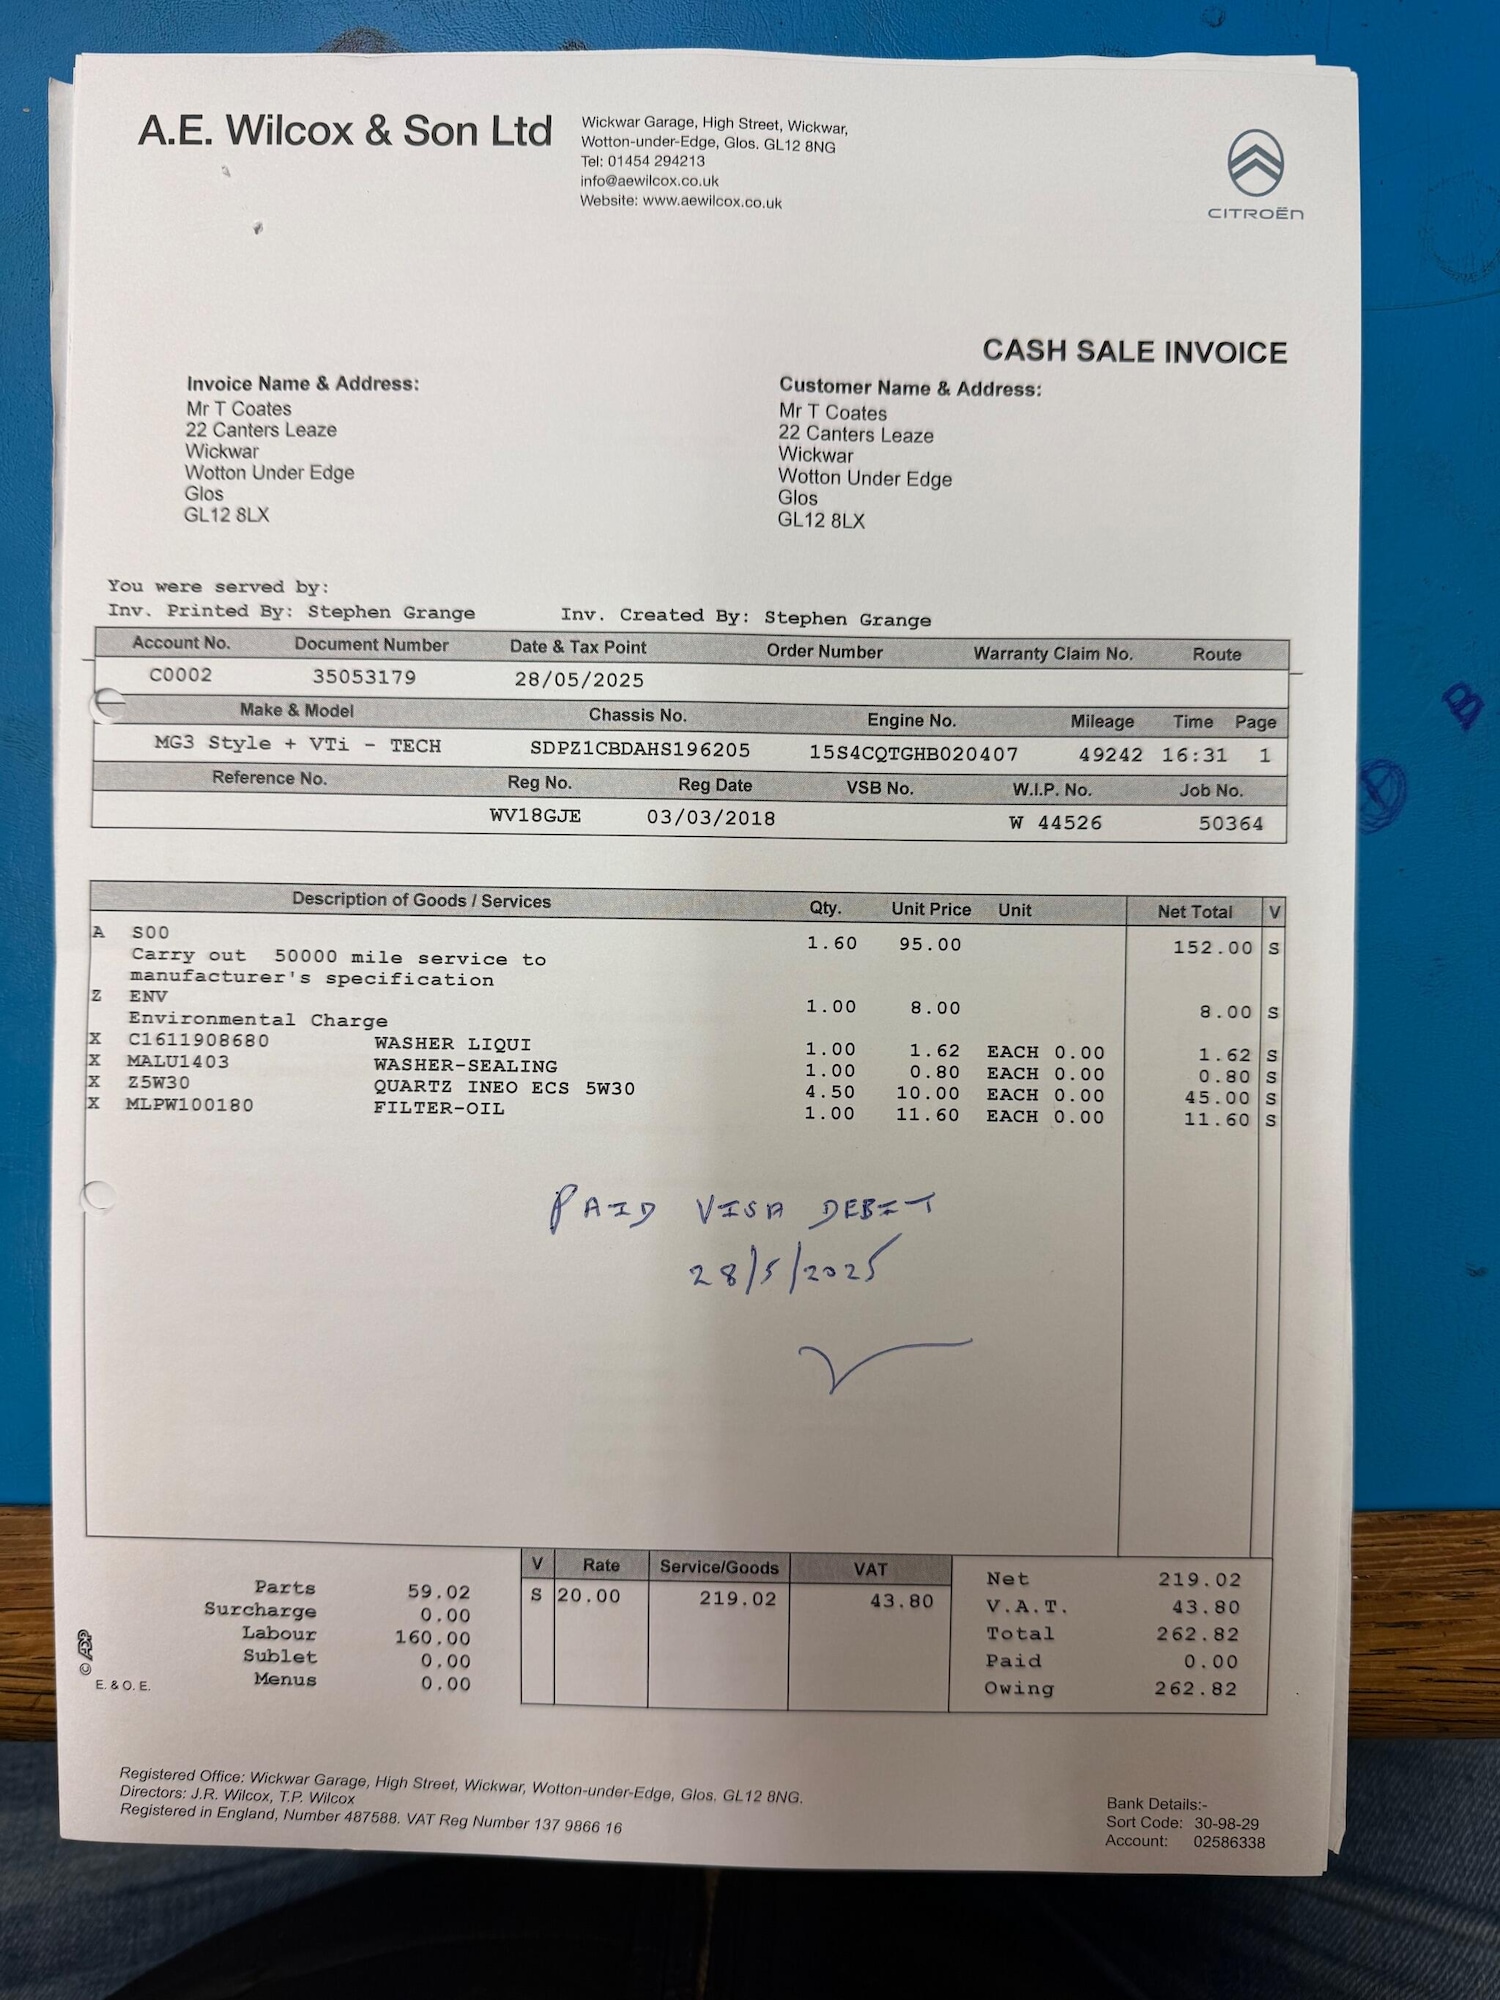 A.E. Wilcox & Son Ltd
Wickwar Garage, High Street, Wickwar,
Wotton-under-Edge, Glos. GL12 8NG
Tel: 01454 294213
info@aewilcox.co.uk
Website: www.aewilcox.co.uk
CITROËN
CASH SALE INVOICE
Invoice Name & Address:
Mr T Coates
22 Canters Leaze
Wickwar
Wotton Under Edge
Glos
GL12 8LX
Customer Name & Address:
Mr T Coates
22 Canters Leaze
Wickwar
Wotton Under Edge
Glos
GL12 8LX
You were served by:
Inv. Printed By: Stephen Grange Inv. Created By: Stephen Grange
Account No. Document Number Date & Tax Point Order Number Warranty Claim No. Route
C0002 35053179 28/05/2025
Make & Model Chassis No. Engine No. Mileage Time Page
MG3 Style + VTi - TECH SDPZ1CBDAHS196205 15S4CQTGHB020407 49242 16:31 1
Reference No. Reg No. Reg Date VSB No. W.I.P. No. Job No.
WV18GJE 03/03/2018 W 44526 50364
Description of Goods / Services Qty. Unit Price Unit Net Total V
A S00
Carry out 50000 mile service to 1.60 95.00 152.00 S
manufacturer's specification
Z ENV
Environmental Charge 1.00 8.00 8.00 S
X C1611908680 WASHER LIQUI 1.00 1.62 EACH 0.00 1.62 S
X MALU1403 WASHER-SEALING 1.00 0.80 EACH 0.00 0.80 S
X Z5W30 QUARTZ INEO ECS 5W30 4.50 10.00 EACH 0.00 45.00 S
X MLPW100180 FILTER-OIL 1.00 11.60 EACH 0.00 11.60 S
PAID VISA DEBIT
28/5/2025
V Rate Service/Goods VAT
S 20.00 219.02 43.80
Parts 59.02
Surcharge 0.00
Labour 160.00
Sublet 0.00
Menus 0.00
Net 219.02
V.A.T. 43.80
Total 262.82
Paid 0.00
Owing 262.82
© ADP
E. & O. E.
Registered Office: Wickwar Garage, High Street, Wickwar, Wotton-under-Edge, Glos. GL12 8NG.
Directors: J.R. Wilcox, T.P. Wilcox
Registered in England, Number 487588. VAT Reg Number 137 9866 16
Bank Details:-
Sort Code: 30-98-29
Account: 02586338